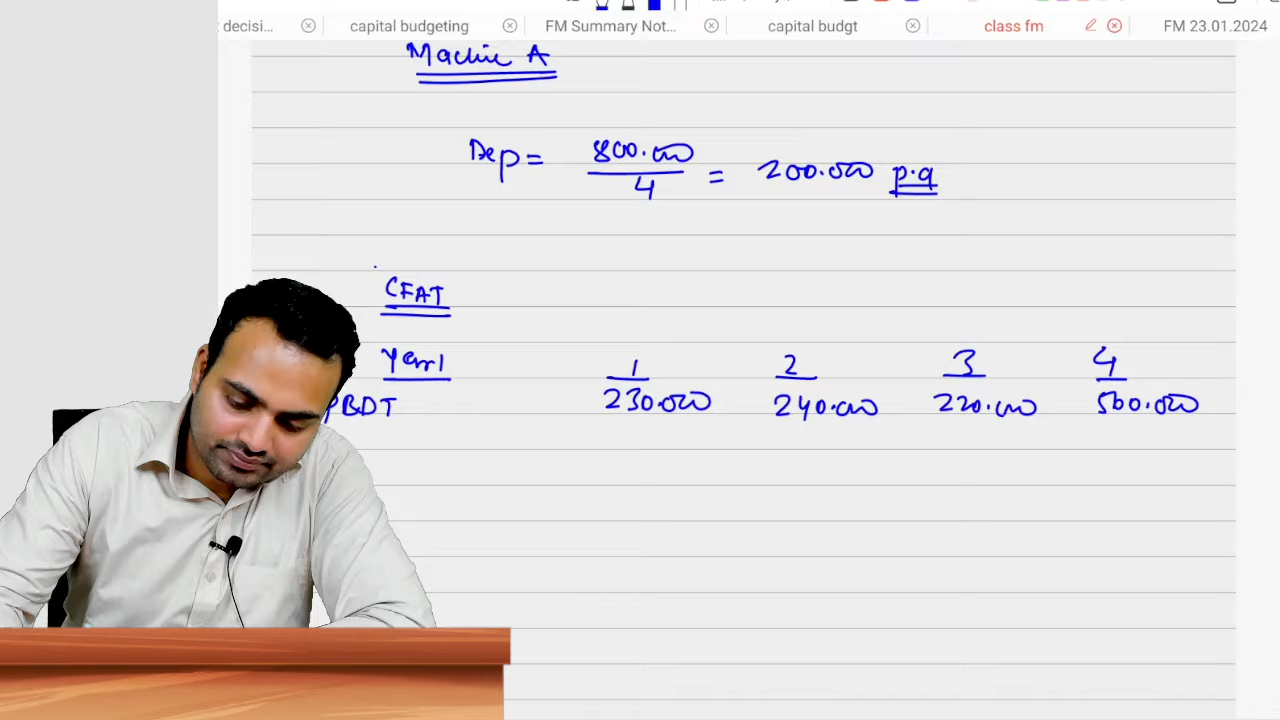 t decisi... capital budgeting FM Summary Not... capital budgt class fm FM 23.01.2024
Machine A
Dep = 800.000 / 4 = 200.000 p.a
CFAT
Year 1 2 3 4
PBDT 230.000 240.000 220.000 560.000